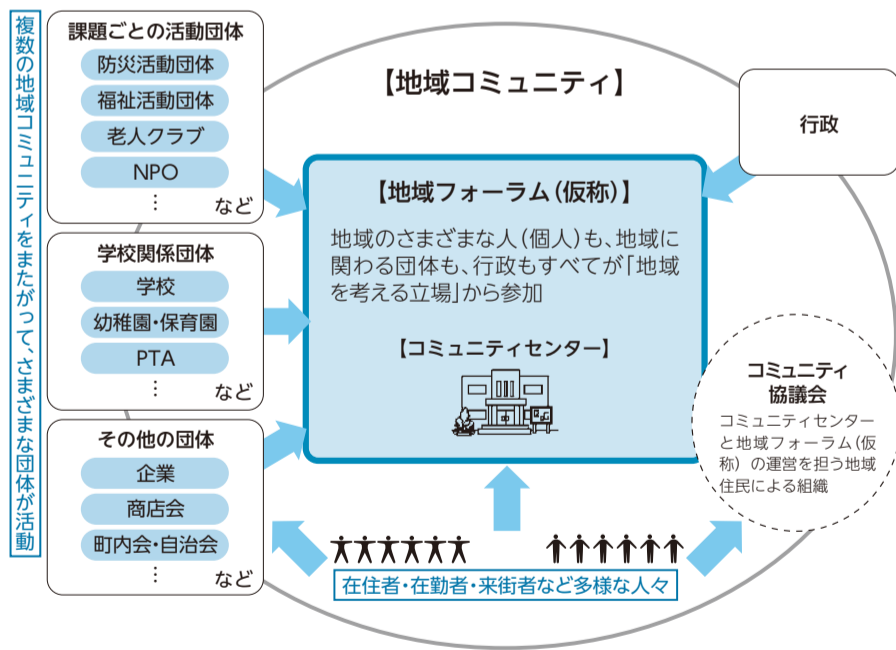 複数の地域コミュニティをまたがって、さまざまな団体が活動
課題ごとの活動団体
防災活動団体
福祉活動団体
老人クラブ
NPO
⋮
など
学校関係団体
学校
幼稚園・保育園
PTA
⋮
など
その他の団体
企業
商店会
町内会・自治会
⋮
など
【地域コミュニティ】
行政
【地域フォーラム(仮称)】
地域のさまざまな人(個人)も、地域に
関わる団体も、行政もすべてが「地域
を考える立場」から参加
【コミュニティセンター】
コミュニティ
協議会
コミュニティセンター
と地域フォーラム(仮
称)の運営を担う地域
住民による組織
在住者・在勤者・来街者など多様な人々